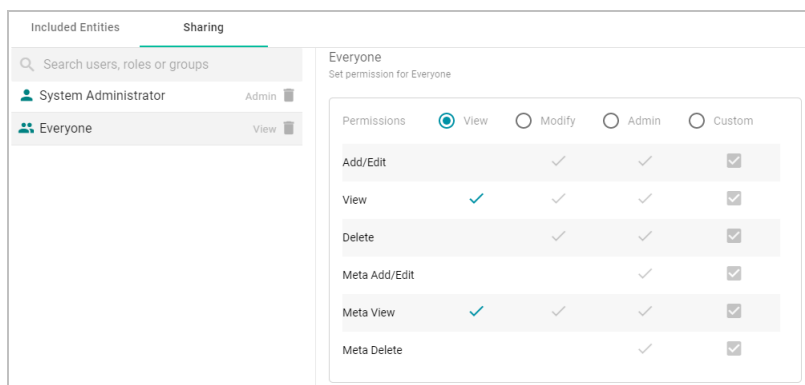 Included Entities Sharing
Search users, roles or groups
System Administrator Admin
Everyone View
Everyone
Set permission for Everyone
Permissions View Modify Admin Custom
Add/Edit
View
Delete
Meta Add/Edit
Meta View
Meta Delete